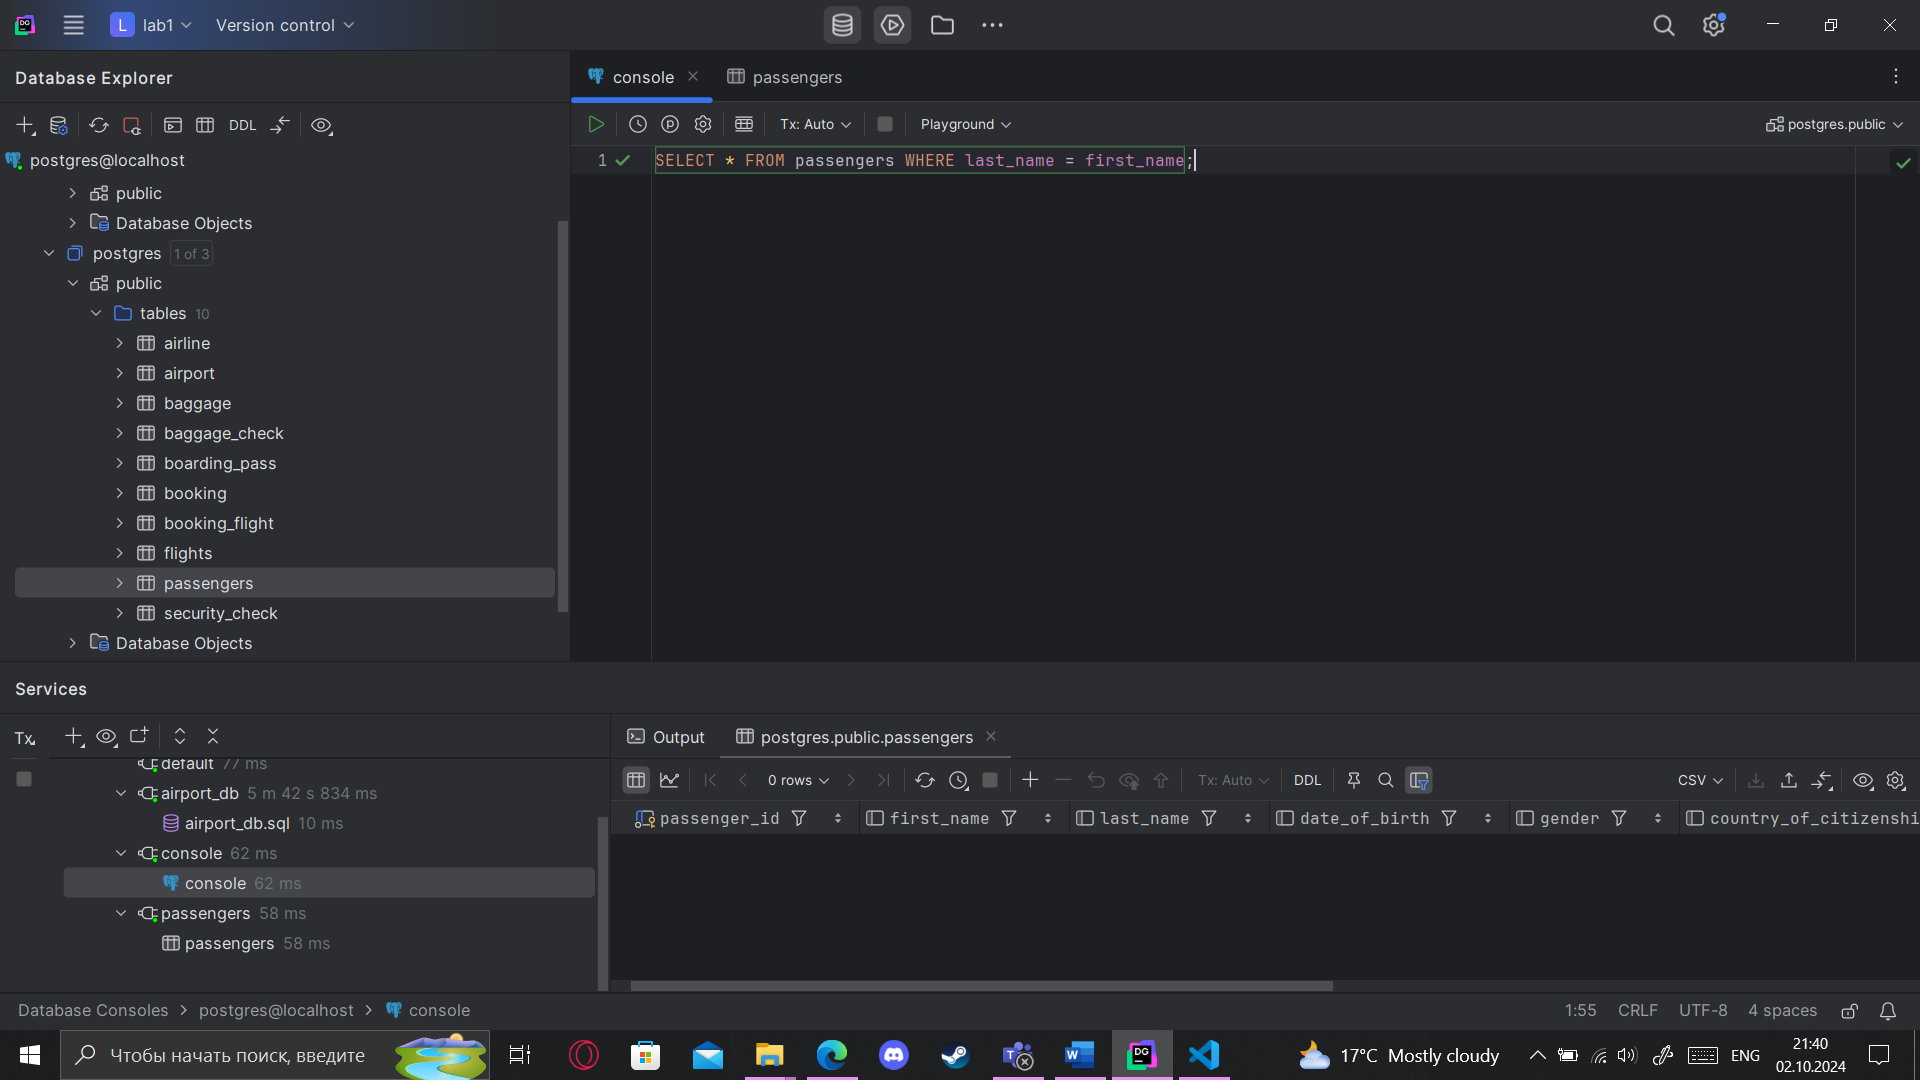 L lab1 Version control
Database Explorer
console
passengers
DDL
Tx: Auto
Playground
postgres.public
postgres@localhost
1
SELECT * FROM passengers WHERE last_name = first_name;
public
Database Objects
postgres 1 of 3
public
tables 10
airline
airport
baggage
baggage_check
boarding_pass
booking
booking_flight
flights
passengers
security_check
Database Objects
Services
Tx
Output
postgres.public.passengers
default 77 ms
airport_db 5 m 42 s 834 ms
airport_db.sql 10 ms
console 62 ms
console 62 ms
passengers 58 ms
passengers 58 ms
0 rows
Tx: Auto
DDL
CSV
passenger_id first_name last_name date_of_birth gender country_of_citizenshi
Database Consoles > postgres@localhost > console
1:55 CRLF UTF-8 4 spaces
Чтобы начать поиск, введите
17°C Mostly cloudy
ENG
21:40
02.10.2024